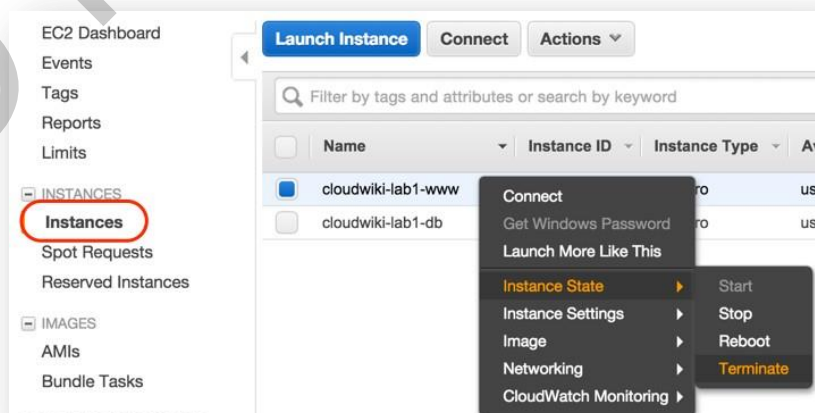 EC2 Dashboard
Events
Tags
Reports
Limits
INSTANCES
Instances
Spot Requests
Reserved Instances
IMAGES
AMIs
Bundle Tasks
Launch Instance Connect Actions
Filter by tags and attributes or search by keyword
Name Instance ID Instance Type
cloudwiki-lab1-www
cloudwiki-lab1-db
Connect
Get Windows Password
Launch More Like This
Instance State
Instance Settings
Image
Networking
CloudWatch Monitoring
Start
Stop
Reboot
Terminate